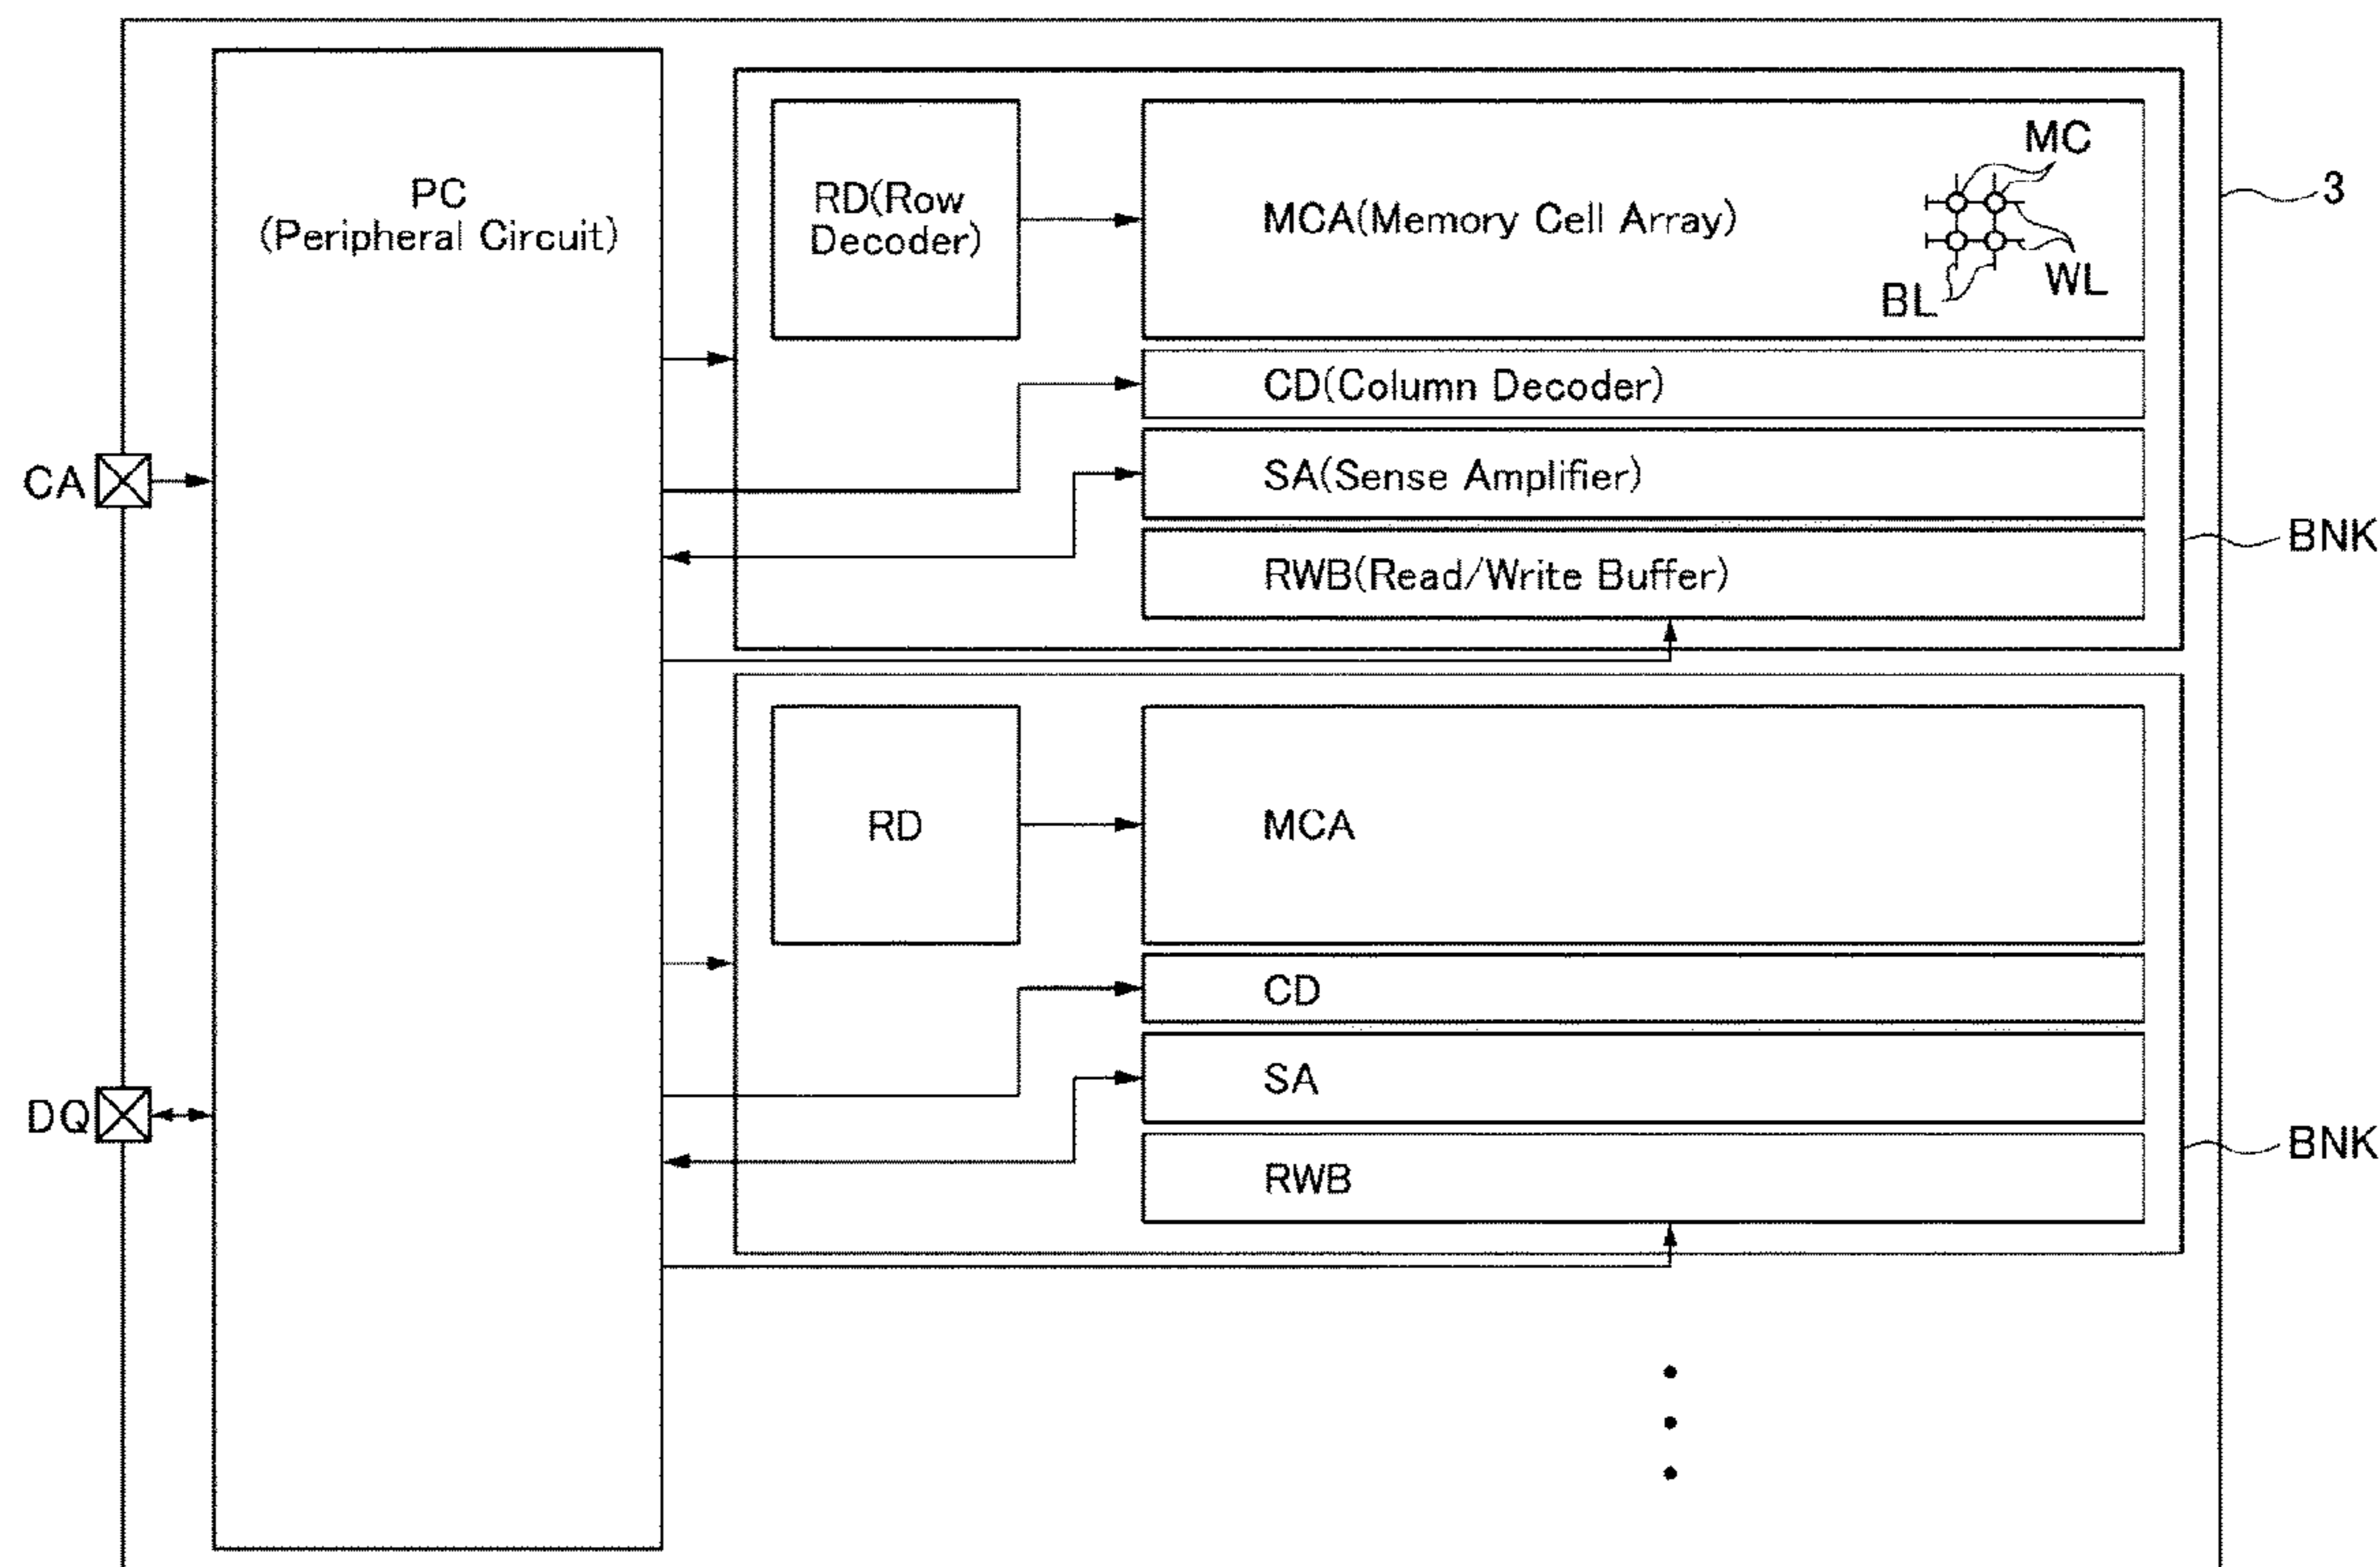 PC
(Peripheral Circuit)
RD(Row
Decoder)
MCA(Memory Cell Array)
MC
WL
BL
3
CD(Column Decoder)
CA
SA(Sense Amplifier)
BNK
RWB(Read/Write Buffer)
RD
MCA
CD
SA
DQ
BNK
RWB